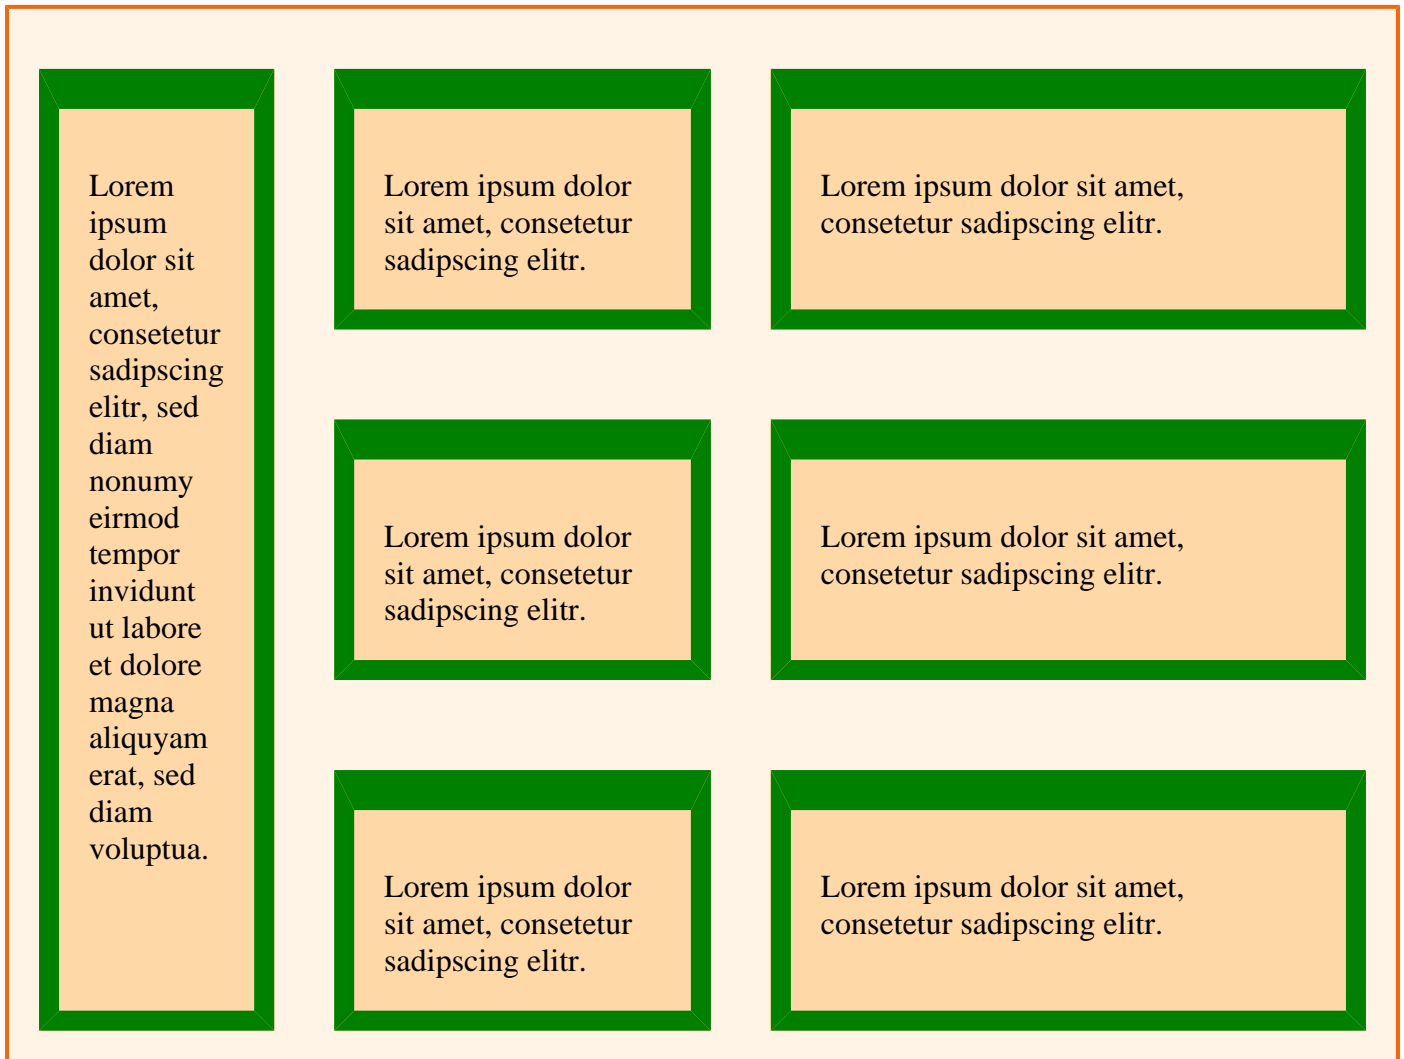 Lorem
ipsum
dolor sit
amet,
consetetur
sadipscing
elitr, sed
diam
nonumy
eirmod
tempor
invidunt
ut labore
et dolore
magna
aliquyam
erat, sed
diam
voluptua.
Lorem ipsum dolor
sit amet, consetetur
sadipscing elitr.
Lorem ipsum dolor sit amet,
consetetur sadipscing elitr.
Lorem ipsum dolor
sit amet, consetetur
sadipscing elitr.
Lorem ipsum dolor sit amet,
consetetur sadipscing elitr.
Lorem ipsum dolor
sit amet, consetetur
sadipscing elitr.
Lorem ipsum dolor sit amet,
consetetur sadipscing elitr.